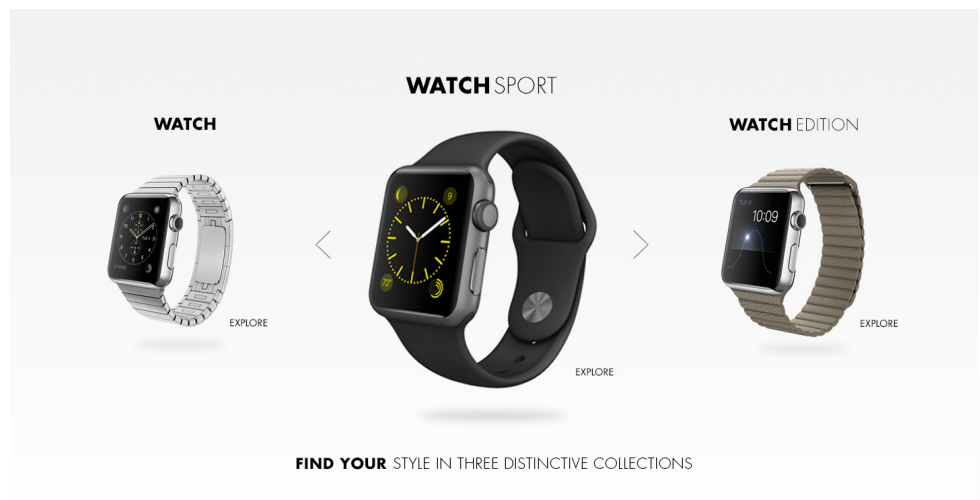 WATCH SPORT
WATCH
WATCH EDITION
10:09
EXPLORE
EXPLORE
EXPLORE
FIND YOUR STYLE IN THREE DISTINCTIVE COLLECTIONS